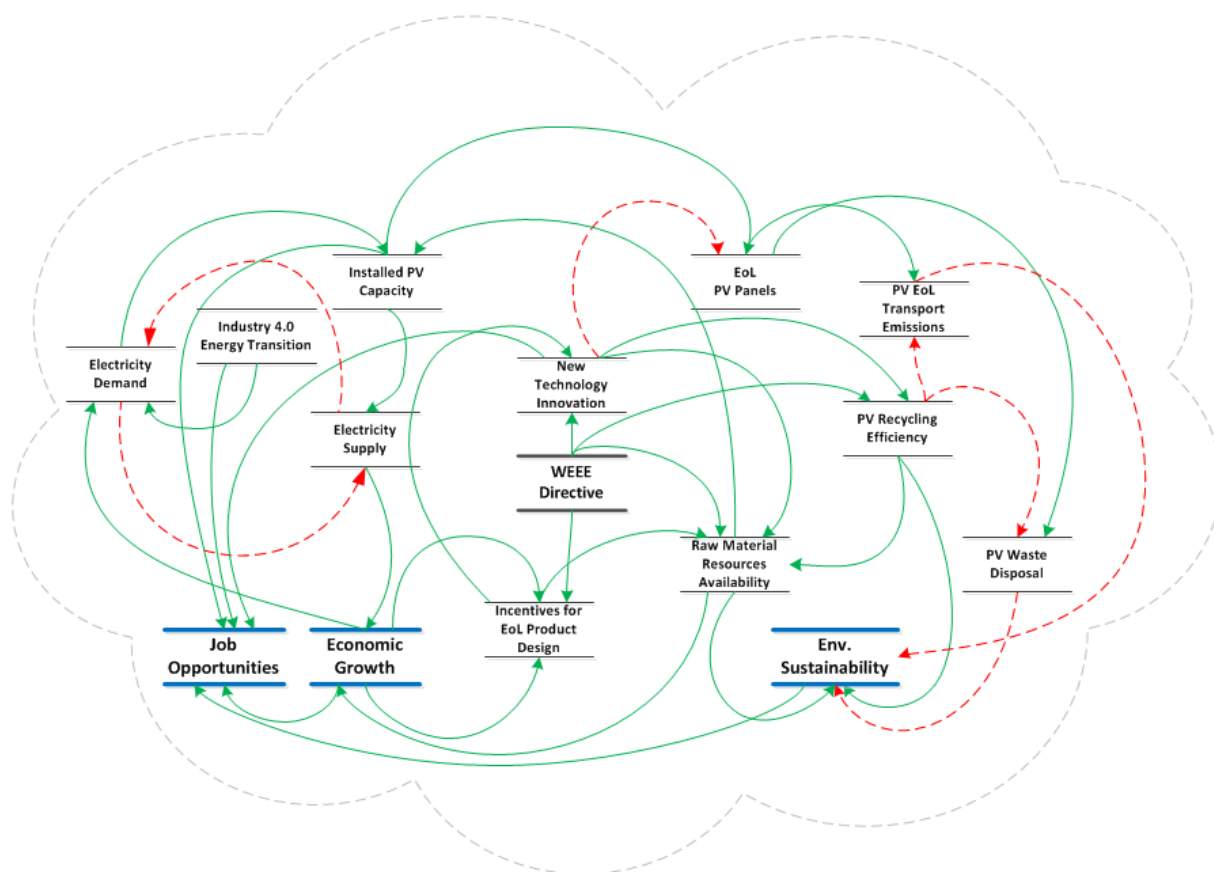 Installed PV
Capacity
EoL
PV Panels
PV EoL
Transport
Emissions
Industry 4.0
Energy Transition
Electricity
Demand
New
Technology
Innovation
Electricity
Supply
PV Recycling
Efficiency
WEEE
Directive
Raw Material
Resources
Availability
PV Waste
Disposal
Incentives for
EoL Product
Design
Job
Opportunities
Economic
Growth
Env.
Sustainability